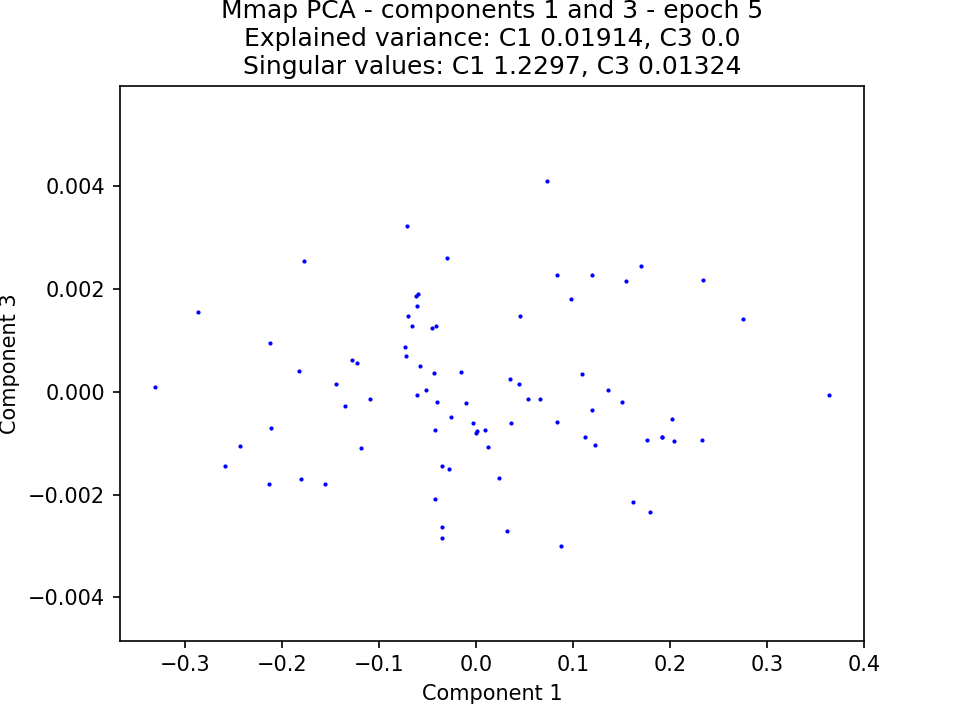 Mmap PCA - components 1 and 3 - epoch 5
Explained variance: C1 0.01914, C3 0.0
Singular values: C1 1.2297, C3 0.01324
0.004
0.002
0.000
−0.002
−0.004
Component 3
−0.3 −0.2 −0.1 0.0 0.1 0.2 0.3 0.4
Component 1